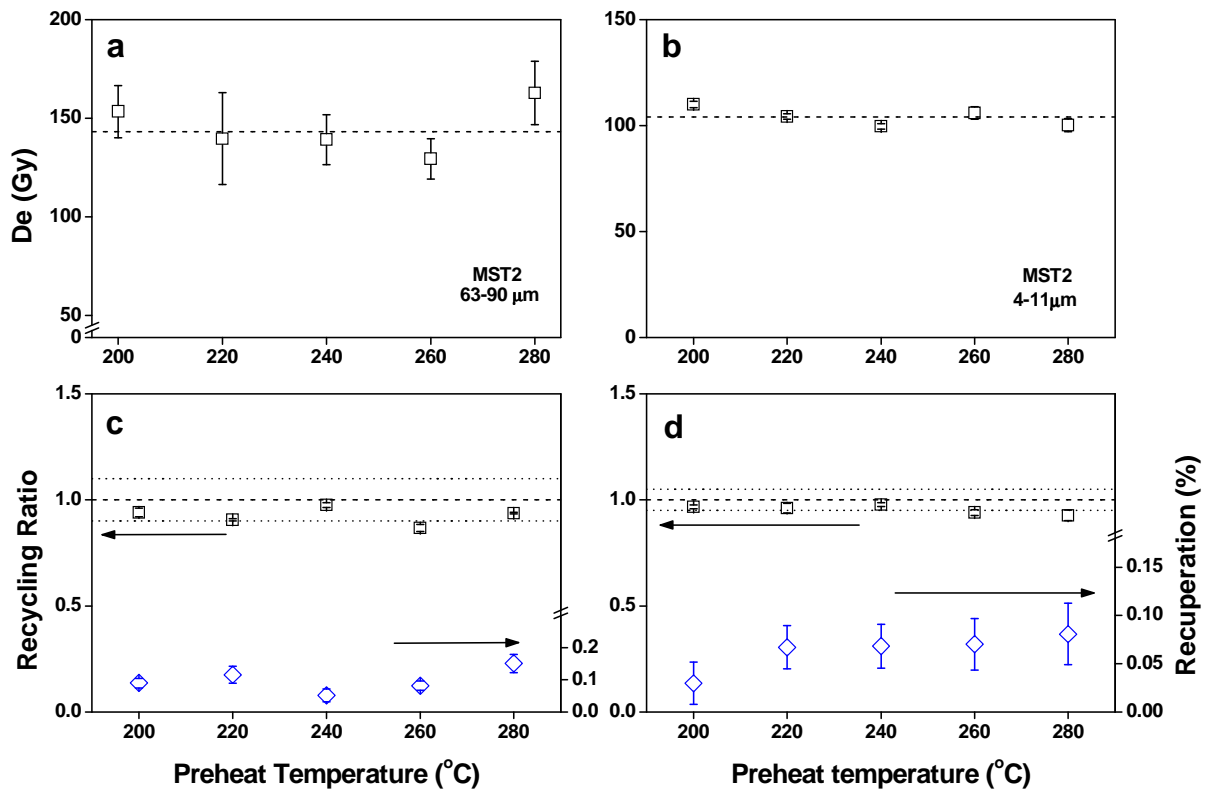 a
200
150
100
50
0
De (Gy)
MST2
63-90 μm
200 220 240 260 280
b
150
100
50
0
MST2
4-11μm
200 220 240 260 280
c
1.5
1.0
0.5
0.0
Recycling Ratio
0.2
0.1
0.0
200 220 240 260 280
Preheat Temperature (°C)
d
1.5
1.0
0.5
0.0
0.15
0.10
0.05
0.00
Recuperation (%)
200 220 240 260 280
Preheat temperature (°C)